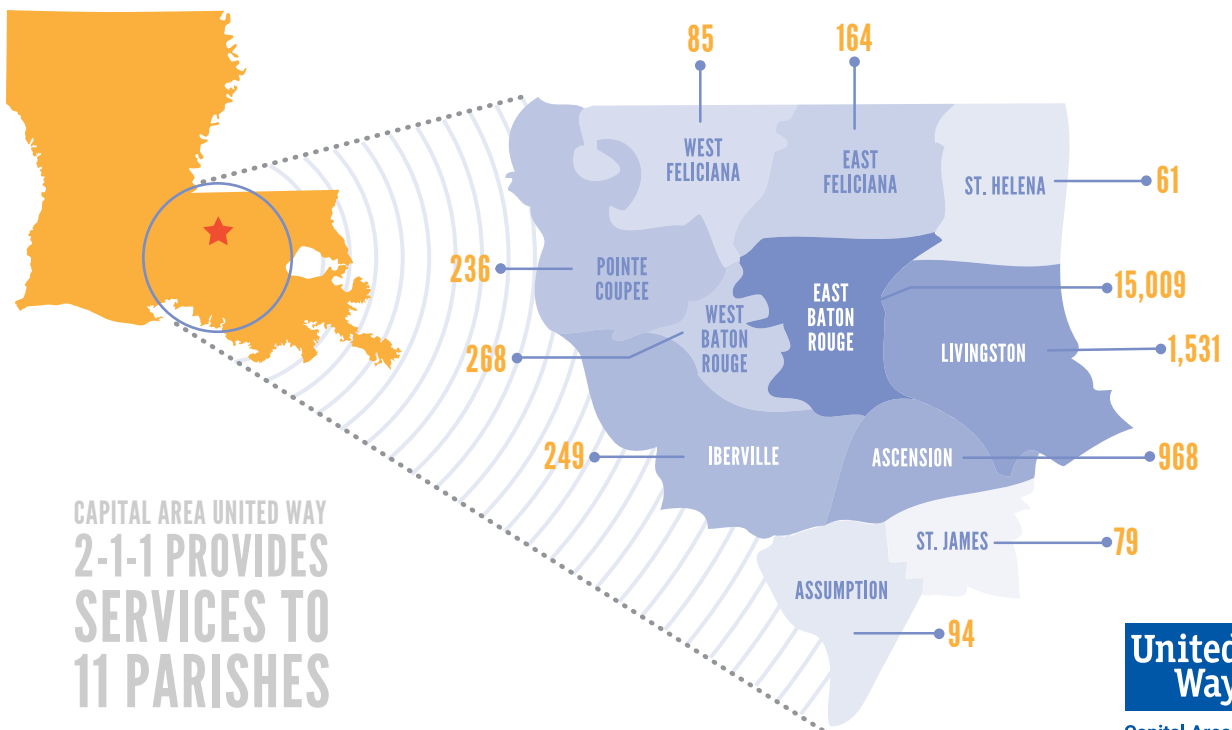 85
164
WEST
FELICIANA
EAST
FELICIANA
ST. HELENA
61
236
POINTE
COUPEE
EAST
BATON
ROUGE
15,009
WEST
BATON
ROUGE
268
LIVINGSTON
1,531
249
IBERVILLE
ASCENSION
968
CAPITAL AREA UNITED WAY
2-1-1 PROVIDES
SERVICES TO
11 PARISHES
ST. JAMES
79
ASSUMPTION
94
United
Way
Capital Area